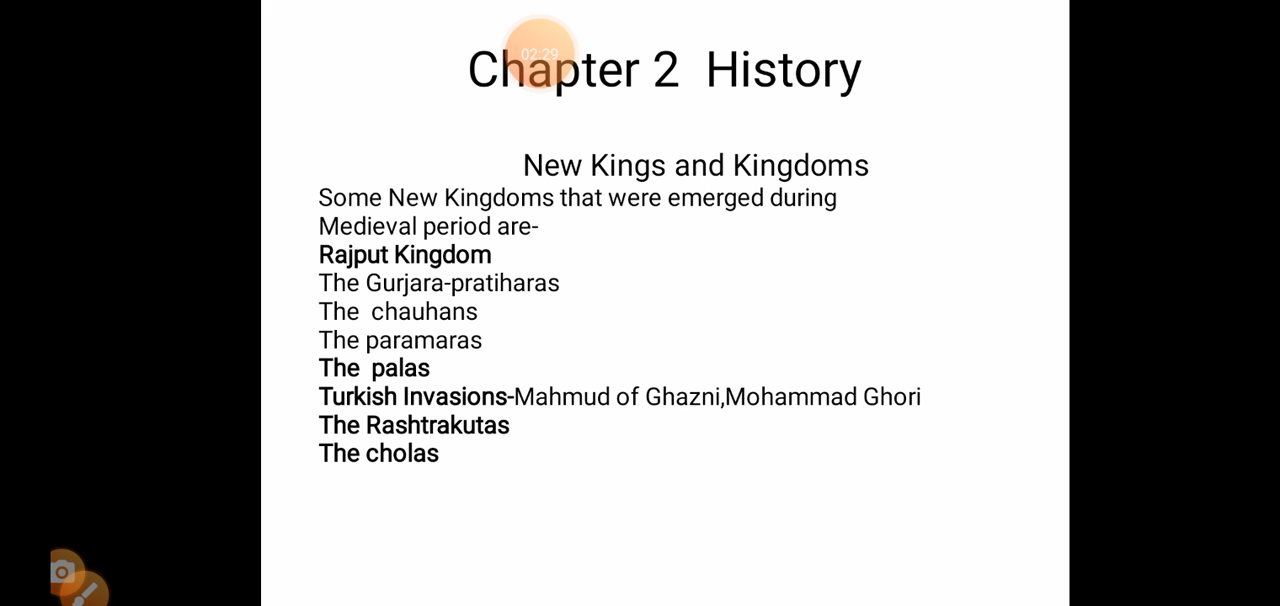 02:29
Chapter 2 History
New Kings and Kingdoms
Some New Kingdoms that were emerged during
Medieval period are-
Rajput Kingdom
The Gurjara-pratiharas
The chauhans
The paramaras
The palas
Turkish Invasions-Mahmud of Ghazni,Mohammad Ghori
The Rashtrakutas
The cholas